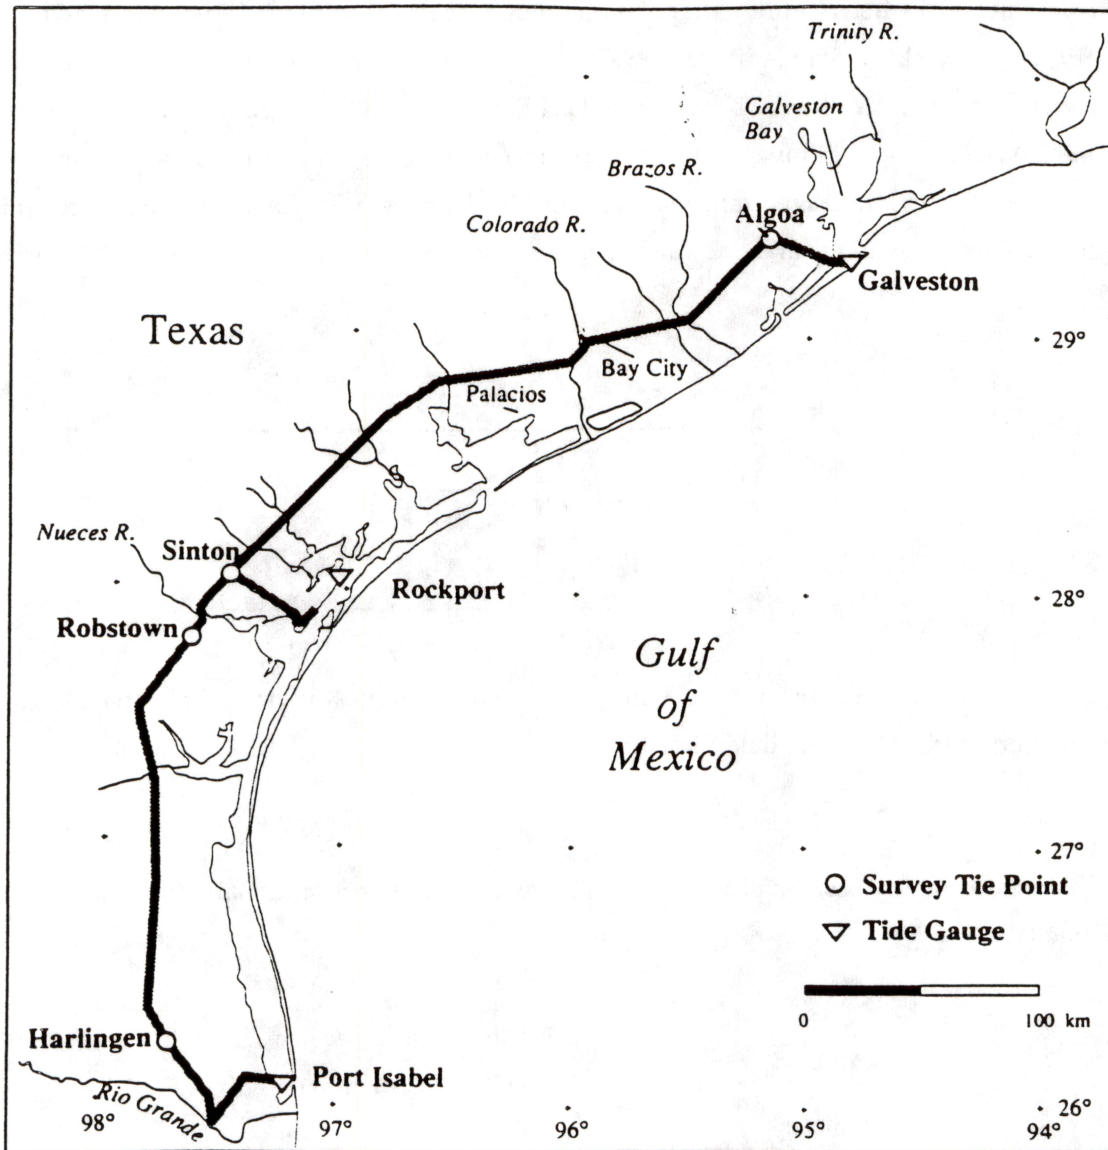 Trinity R.
Galveston
Bay
Brazos R.
Algoa
Colorado R.
Galveston
Texas
29°
Bay City
Palacios
Nueces R.
Sinton
Rockport
28°
Robstown
Gulf
of
Mexico
27°
Survey Tie Point
Tide Gauge
0 100 km
Harlingen
Port Isabel
Rio Grande
26°
98° 97° 96° 95° 94°